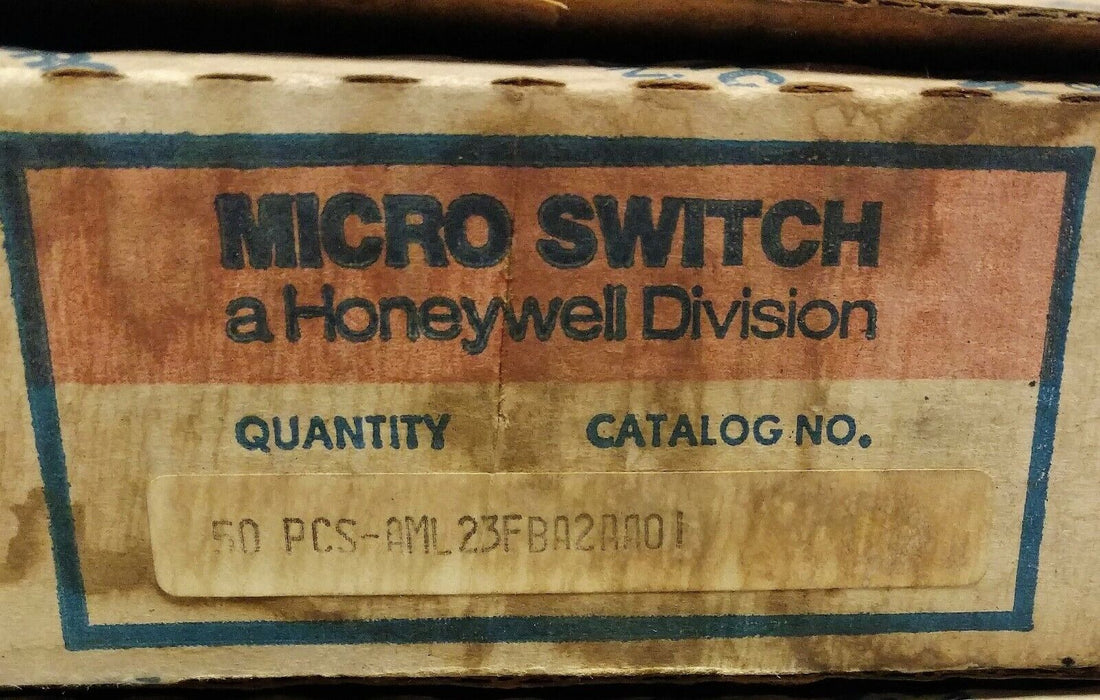 MICRO SWITCH
a Honeywell Division
QUANTITY CATALOG NO.
50 PCS-AML23FBA2AA01